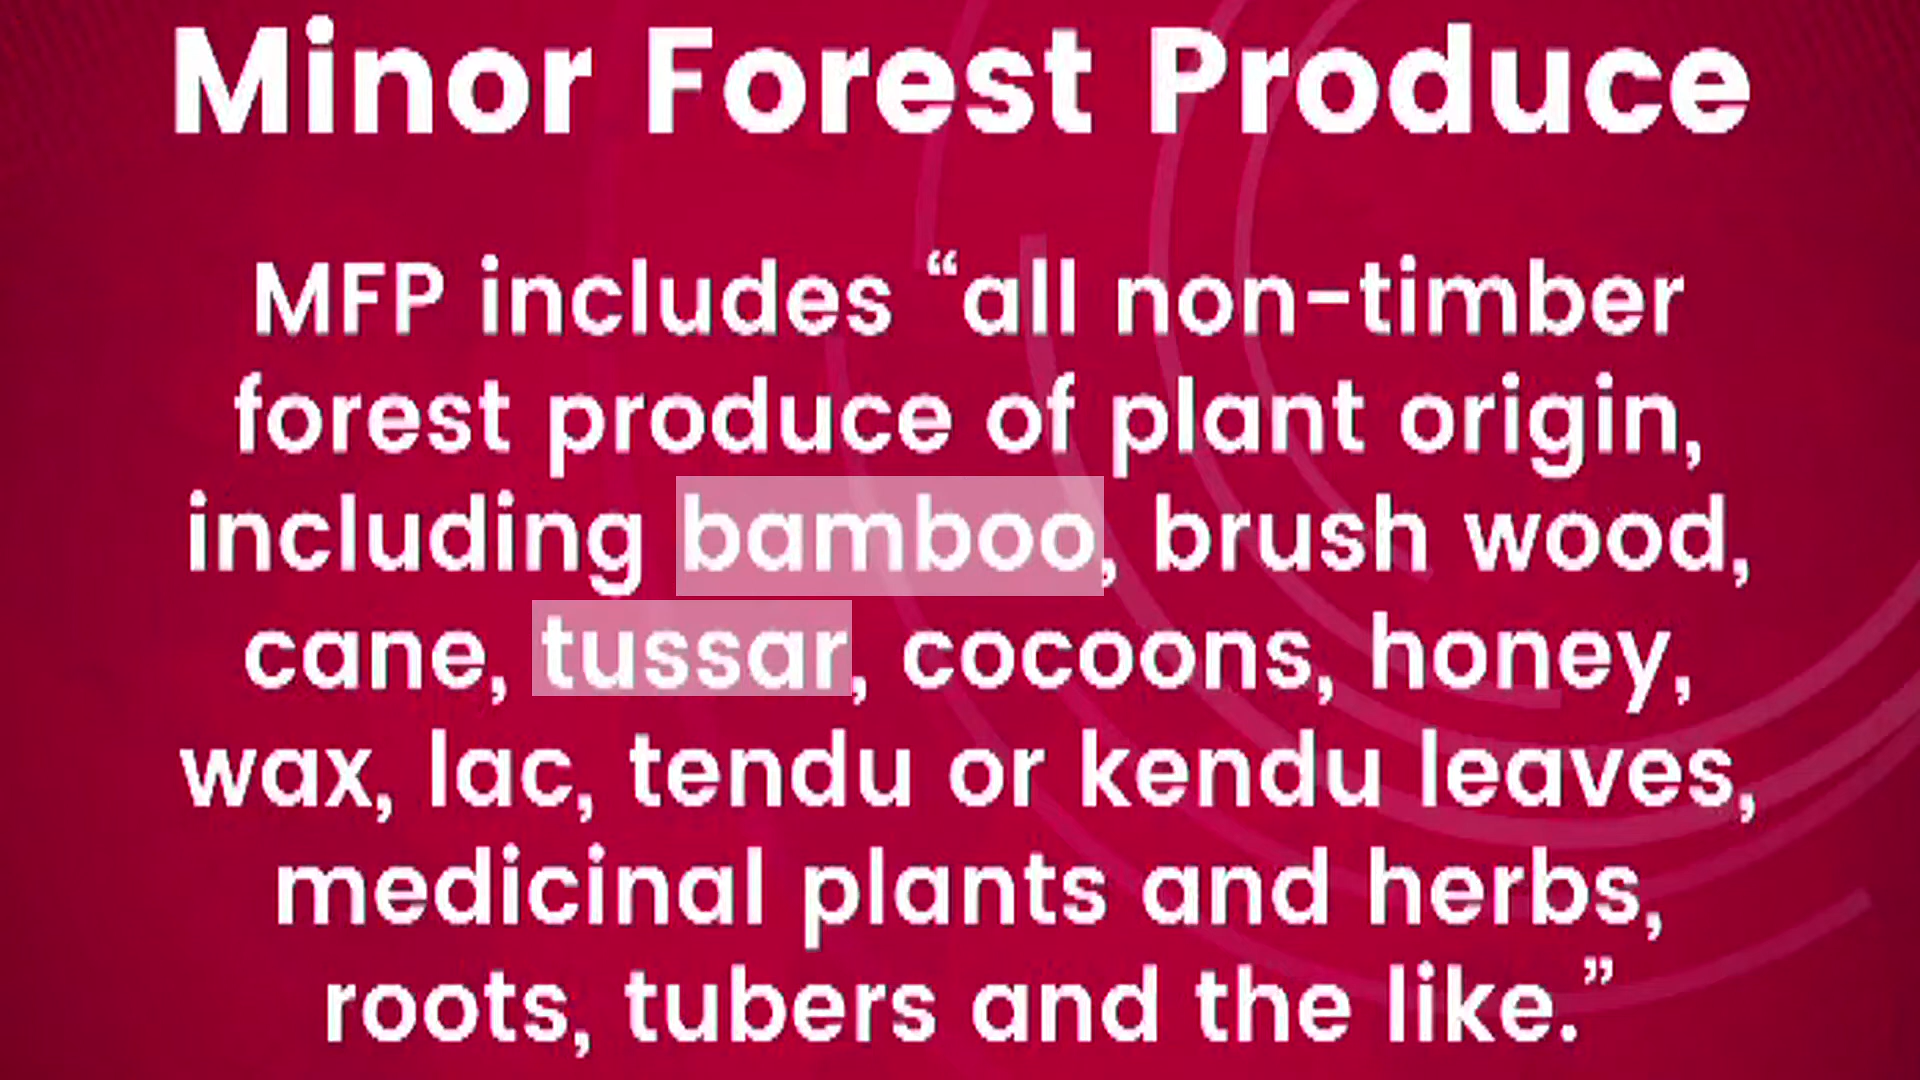 Minor Forest Produce
MFP includes “all non-timber
forest produce of plant origin,
including bamboo, brush wood,
cane, tussar, cocoons, honey,
wax, lac, tendu or kendu leaves,
medicinal plants and herbs,
roots, tubers and the like.”